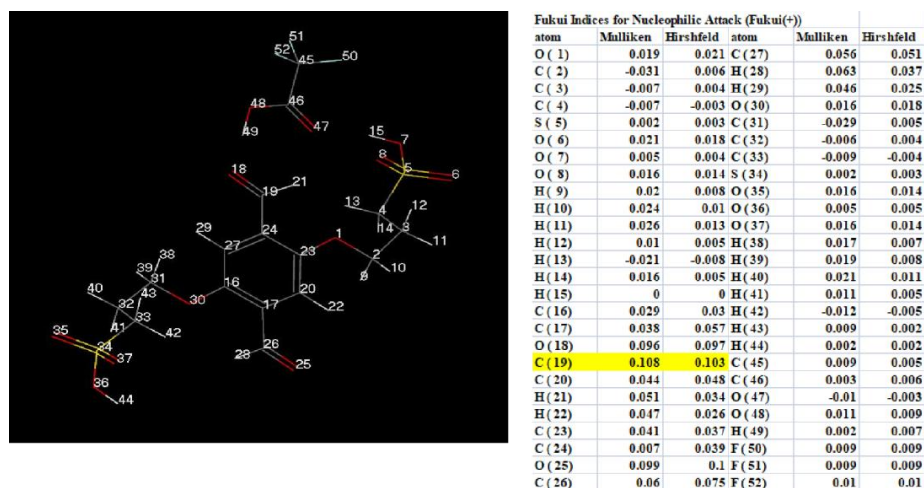 51
52 50
45
48 46
49 47
15 7
8 5
18 6
19 21
13 4 12
14 3 11
29 24 1
27 23 2
38 9 10
39 31
16 20
40 43 30 17 22
32
33
35 41 42
34 26
37 28 25
36
44
Fukui Indices for Nucleophilic Attack (Fukui(+))
atom Mulliken Hirshfeld atom Mulliken Hirshfeld
O ( 1) 0.019 0.021 C ( 27) 0.056 0.051
C ( 2) -0.031 0.006 H ( 28) 0.063 0.037
C ( 3) -0.007 0.004 H ( 29) 0.046 0.025
C ( 4) -0.007 -0.003 O ( 30) 0.016 0.018
S ( 5) 0.002 0.003 C ( 31) -0.029 0.005
O ( 6) 0.021 0.018 C ( 32) -0.006 0.004
O ( 7) 0.005 0.004 C ( 33) -0.009 -0.004
O ( 8) 0.016 0.014 S ( 34) 0.002 0.003
H ( 9) 0.02 0.008 O ( 35) 0.016 0.014
H ( 10) 0.024 0.01 O ( 36) 0.005 0.005
H ( 11) 0.026 0.013 O ( 37) 0.016 0.014
H ( 12) 0.01 0.005 H ( 38) 0.017 0.007
H ( 13) -0.021 -0.008 H ( 39) 0.019 0.008
H ( 14) 0.016 0.005 H ( 40) 0.021 0.011
H ( 15) 0 0 H ( 41) 0.011 0.005
C ( 16) 0.029 0.03 H ( 42) -0.012 -0.005
C ( 17) 0.038 0.057 H ( 43) 0.009 0.002
O ( 18) 0.096 0.097 H ( 44) 0.002 0.002
C ( 19) 0.108 0.103 C ( 45) 0.009 0.005
C ( 20) 0.044 0.048 C ( 46) 0.003 0.006
H ( 21) 0.051 0.034 O ( 47) -0.01 -0.003
H ( 22) 0.047 0.026 O ( 48) 0.011 0.009
C ( 23) 0.041 0.037 H ( 49) 0.002 0.007
C ( 24) 0.007 0.039 F ( 50) 0.009 0.009
O ( 25) 0.099 0.1 F ( 51) 0.009 0.009
C ( 26) 0.06 0.075 F ( 52) 0.01 0.01